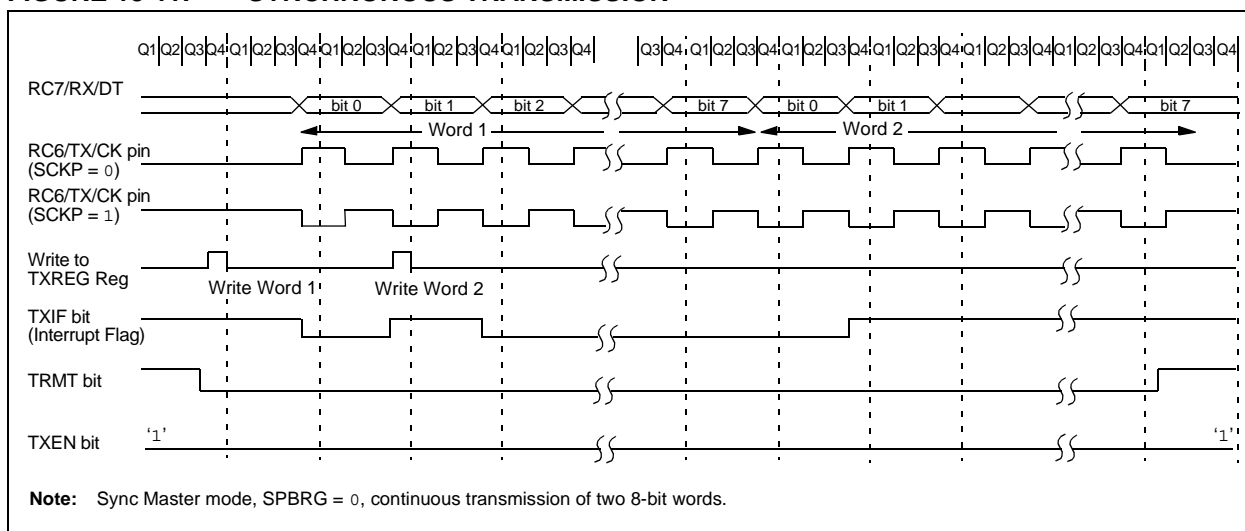 Q1 Q2 Q3 Q4 Q1 Q2 Q3 Q4 Q1 Q2 Q3 Q4 Q1 Q2 Q3 Q4 Q1 Q2 Q3 Q4 Q3 Q4 Q1 Q2 Q3 Q4 Q1 Q2 Q3 Q4 Q1 Q2 Q3 Q4 Q1 Q2 Q3 Q4 Q1 Q2 Q3 Q4 Q1 Q2 Q3 Q4
RC7/RX/DT
bit 0 bit 1 bit 2 bit 7 bit 0 bit 1 bit 7
Word 1 Word 2
RC6/TX/CK pin
(SCKP = 0)
RC6/TX/CK pin
(SCKP = 1)
Write to
TXREG Reg
Write Word 1 Write Word 2
TXIF bit
(Interrupt Flag)
TRMT bit
TXEN bit
‘1’ ‘1’
Note: Sync Master mode, SPBRG = 0, continuous transmission of two 8-bit words.